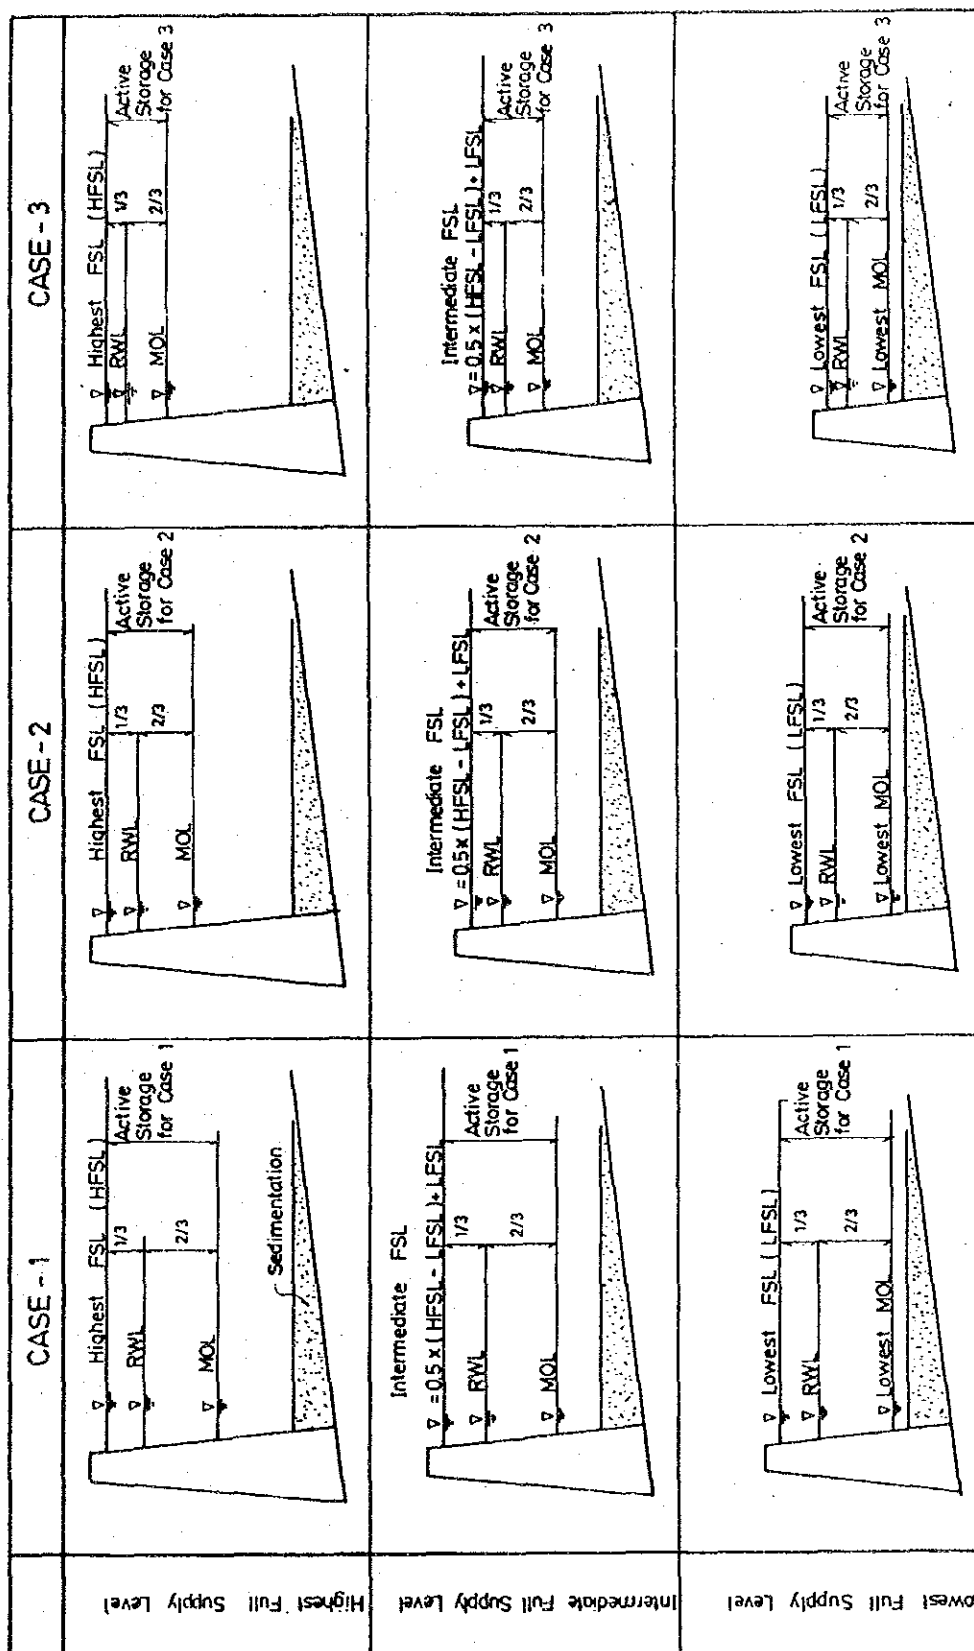 CASE-1
CASE-2
CASE-3
Highest Full Supply Level
Highest FSL (HFSL)
RWL
MOL
1/3
2/3
Active
Storage
for Case 1
Sedimentation
Highest FSL (HFSL)
RWL
MOL
1/3
2/3
Active
Storage
for Case 2
Highest FSL (HFSL)
RWL
MOL
1/3
2/3
Active
Storage
for Case 3
Intermediate Full Supply Level
Intermediate FSL
= 0.5 x (HFSL - LFSL) + LFSL
RWL
MOL
1/3
2/3
Active
Storage
for Case 1
Intermediate FSL
= 0.5 x (HFSL - LFSL) + LFSL
RWL
MOL
1/3
2/3
Active
Storage
for Case 2
Intermediate FSL
= 0.5 x (HFSL - LFSL) + LFSL
RWL
MOL
1/3
2/3
Active
Storage
for Case 3
Lowest Full Supply Level
Lowest FSL (LFSL)
RWL
Lowest MOL
1/3
2/3
Active
Storage
for Case 1
Lowest FSL (LFSL)
RWL
Lowest MOL
1/3
2/3
Active
Storage
for Case 2
Lowest FSL (LFSL)
RWL
Lowest MOL
1/3
2/3
Active
Storage
for Case 3